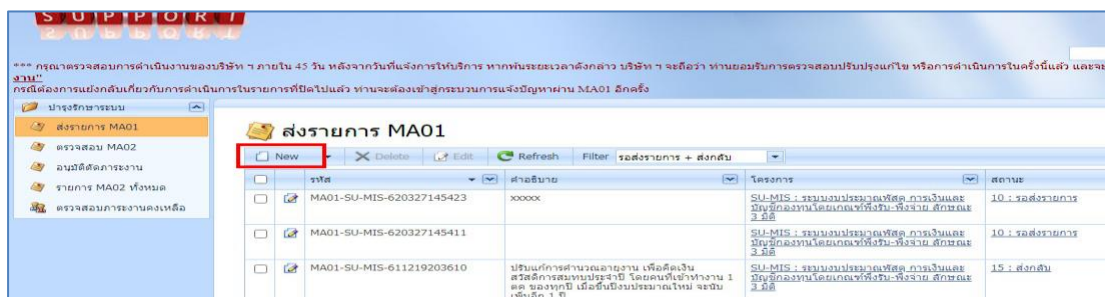 SUPPORT
*** กรุณาตรวจสอบการดำเนินงานของบริษัท ฯ ภายใน 45 วัน หลังจากวันที่แจ้งการให้บริการ หากพ้นระยะเวลาดังกล่าว บริษัท ฯ จะถือว่า ท่านยอมรับการตรวจสอบปรับปรุงแก้ไข หรือการดำเนินการในครั้งนี้แล้ว และจะ
งาน"
กรณีต้องการแย้งกลับเกี่ยวกับการดำเนินการในรายการที่ปิดไปแล้ว ท่านจะต้องเข้าสู่กระบวนการแจ้งปัญหาผ่าน MA01 อีกครั้ง
บำรุงรักษาระบบ
ส่งรายการ MA01
ตรวจสอบ MA02
อนุมัติตัดภาระงาน
รายการ MA02 ทั้งหมด
ตรวจสอบภาระงานคงเหลือ
ส่งรายการ MA01
New Delete Edit Refresh Filter รอส่งรายการ + ส่งกลับ
รหัส คำอธิบาย โครงการ สถานะ
MA01-SU-MIS-620327145423 xxxxx SU-MIS : ระบบงบประมาณพัสดุ การเงินและ 10 : รอส่งรายการ
บัญชีกองทุนโดยเกณฑ์พึงรับ-พึงจ่าย ลักษณะ
3 มิติ
MA01-SU-MIS-620327145411 SU-MIS : ระบบงบประมาณพัสดุ การเงินและ 10 : รอส่งรายการ
บัญชีกองทุนโดยเกณฑ์พึงรับ-พึงจ่าย ลักษณะ
3 มิติ
MA01-SU-MIS-611219203610 ปรับแก้การคำนวณอายุงาน เพื่อคิดเงิน SU-MIS : ระบบงบประมาณพัสดุ การเงินและ 15 : ส่งกลับ
สวัสดิการสมทบประจำปี โดยคนที่เข้าทำงาน 1 บัญชีกองทุนโดยเกณฑ์พึงรับ-พึงจ่าย ลักษณะ
ตค ของทุกปี เมื่อขึ้นปีงบประมาณใหม่ จะนับ 3 มิติ
เพิ่มอีก 1 ปี